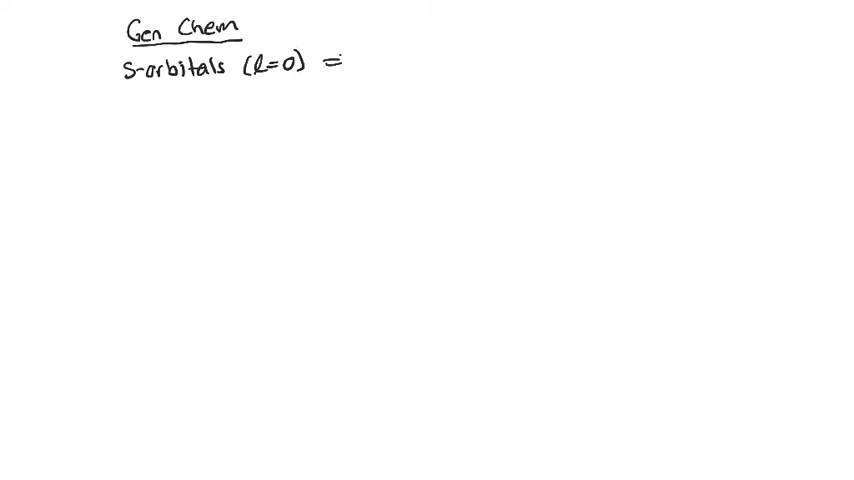 Gen Chem
S-orbitals (l=0) =